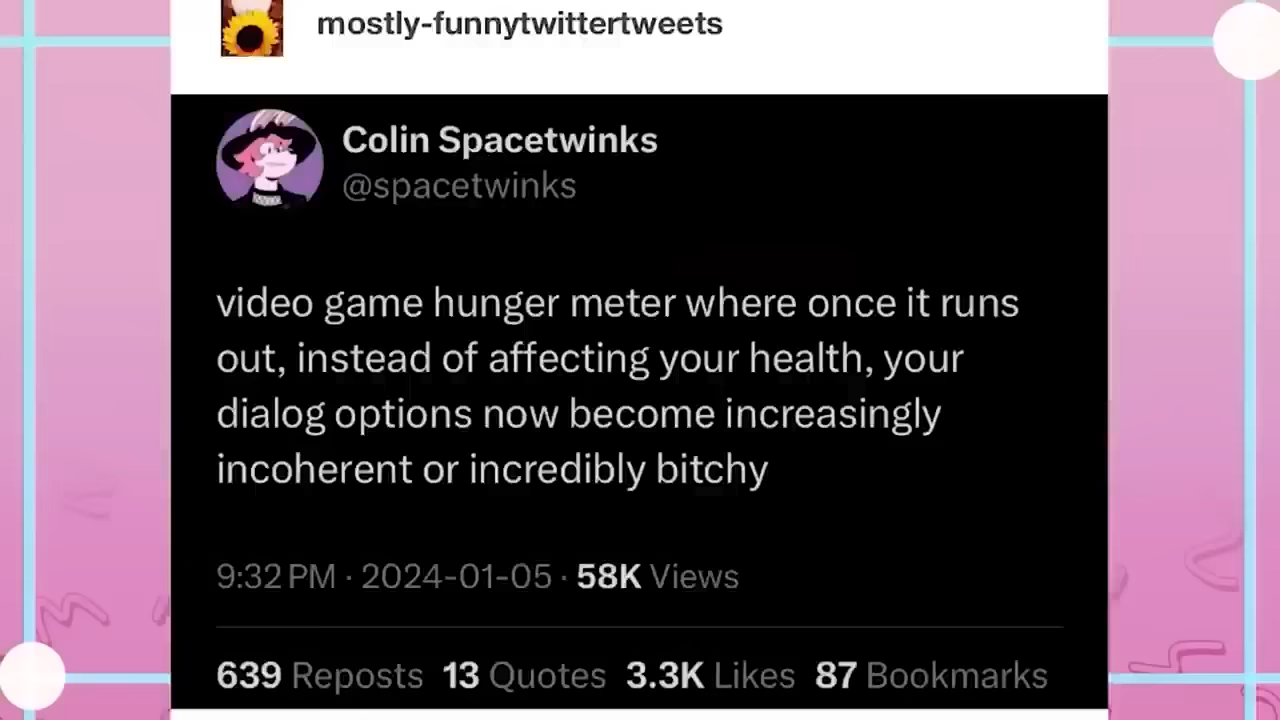 mostly-funnytwittertweets
Colin Spacetwinks
@spacetwinks
video game hunger meter where once it runs
out, instead of affecting your health, your
dialog options now become increasingly
incoherent or incredibly bitchy
9:32 PM · 2024-01-05 · 58K Views
639 Reposts 13 Quotes 3.3K Likes 87 Bookmarks